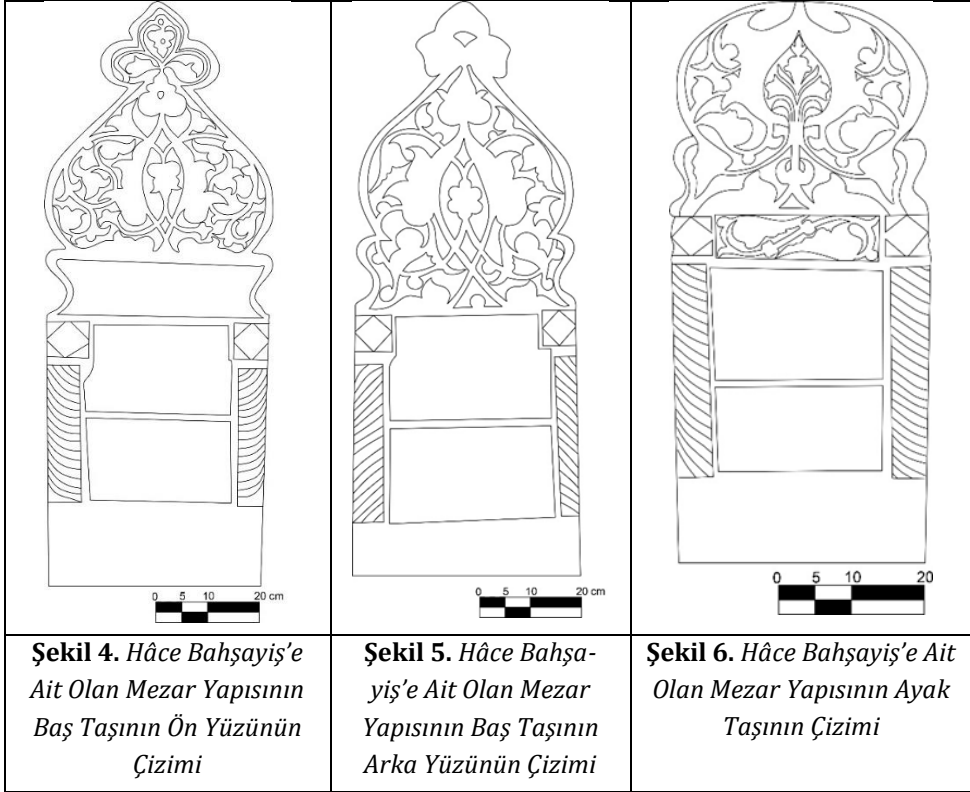 0 5 10 20 cm
0 5 10 20 cm
0 5 10 20
Şekil 4. Hâce Bahşayiş’e
Ait Olan Mezar Yapısının
Baş Taşının Ön Yüzünün
Çizimi
Şekil 5. Hâce Bahşa-
yiş’e Ait Olan Mezar
Yapısının Baş Taşının
Arka Yüzünün Çizimi
Şekil 6. Hâce Bahşayiş’e Ait
Olan Mezar Yapısının Ayak
Taşının Çizimi